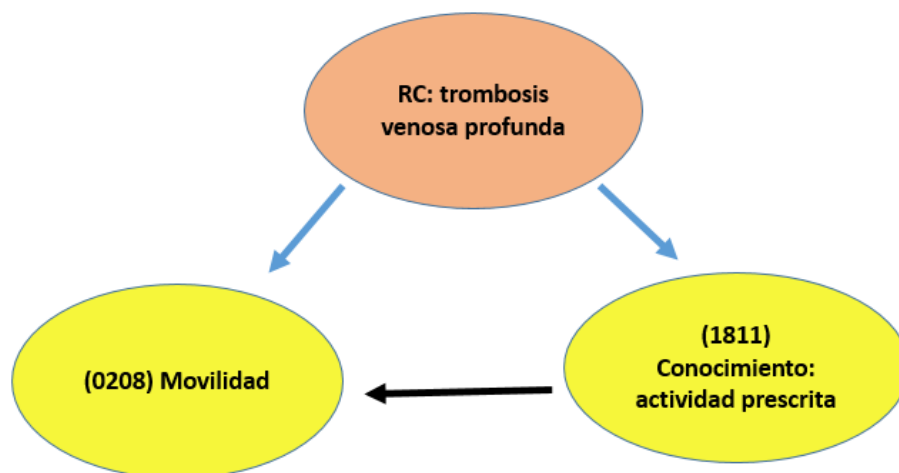 RC: trombosis
venosa profunda
(0208) Movilidad
(1811)
Conocimiento:
actividad prescrita